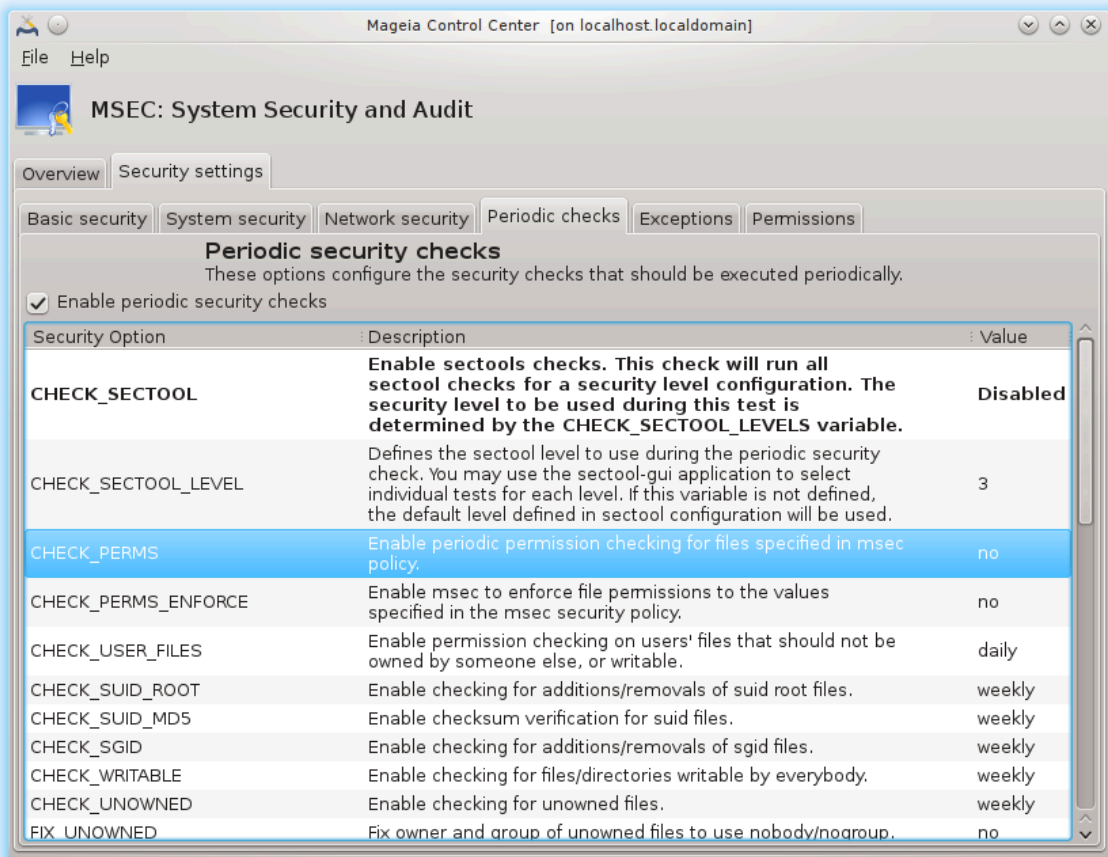 Mageia Control Center [on localhost.localdomain]
File Help
MSEC: System Security and Audit
Overview Security settings
Basic security System security Network security Periodic checks Exceptions Permissions
Periodic security checks
These options configure the security checks that should be executed periodically.
Enable periodic security checks
Security Option Description Value
Enable sectools checks. This check will run all
sectool checks for a security level configuration. The
CHECK_SECTOOL Disabled
security level to be used during this test is
determined by the CHECK_SECTOOL_LEVELS variable.
Defines the sectool level to use during the periodic security
check. You may use the sectool-gui application to select
CHECK_SECTOOL_LEVEL 3
individual tests for each level. If this variable is not defined,
the default level defined in sectool configuration will be used.
Enable periodic permission checking for files specified in msec
CHECK_PERMS no
policy.
Enable msec to enforce file permissions to the values
CHECK_PERMS_ENFORCE no
specified in the msec security policy.
Enable permission checking on users' files that should not be
CHECK_USER_FILES daily
owned by someone else, or writable.
CHECK_SUID_ROOT Enable checking for additions/removals of suid root files. weekly
CHECK_SUID_MD5 Enable checksum verification for suid files. weekly
CHECK_SGID Enable checking for additions/removals of sgid files. weekly
CHECK_WRITABLE Enable checking for files/directories writable by everybody. weekly
CHECK_UNOWNED Enable checking for unowned files. weekly
FIX_UNOWNED Fix owner and group of unowned files to use nobody/nogroup. no